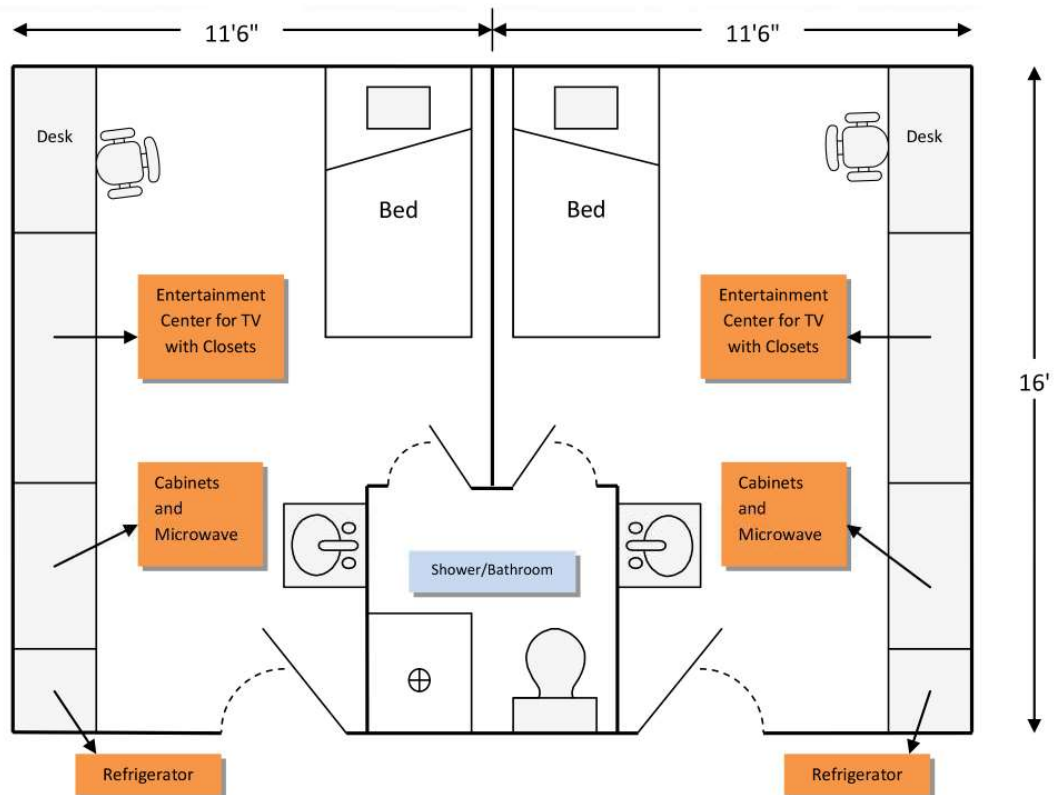 11'6"
11'6"
Desk
Desk
Bed
Bed
Entertainment
Center for TV
with Closets
Entertainment
Center for TV
with Closets
16'
Cabinets
and
Microwave
Cabinets
and
Microwave
Shower/Bathroom
Refrigerator
Refrigerator